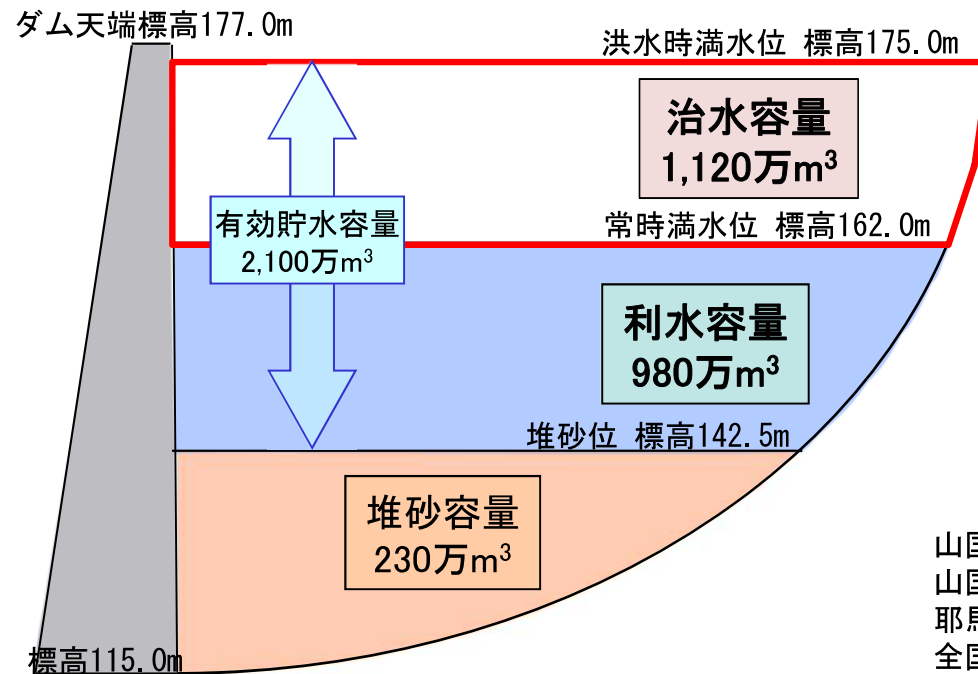 ダム天端標高177.0m
洪水時満水位 標高175.0m
治水容量
1,120万m³
有効貯水容量
2,100万m³
常時満水位 標高162.0m
利水容量
980万m³
堆砂位 標高142.5m
堆砂容量
230万m³
山国
山国
耶馬
全国
標高115.0m